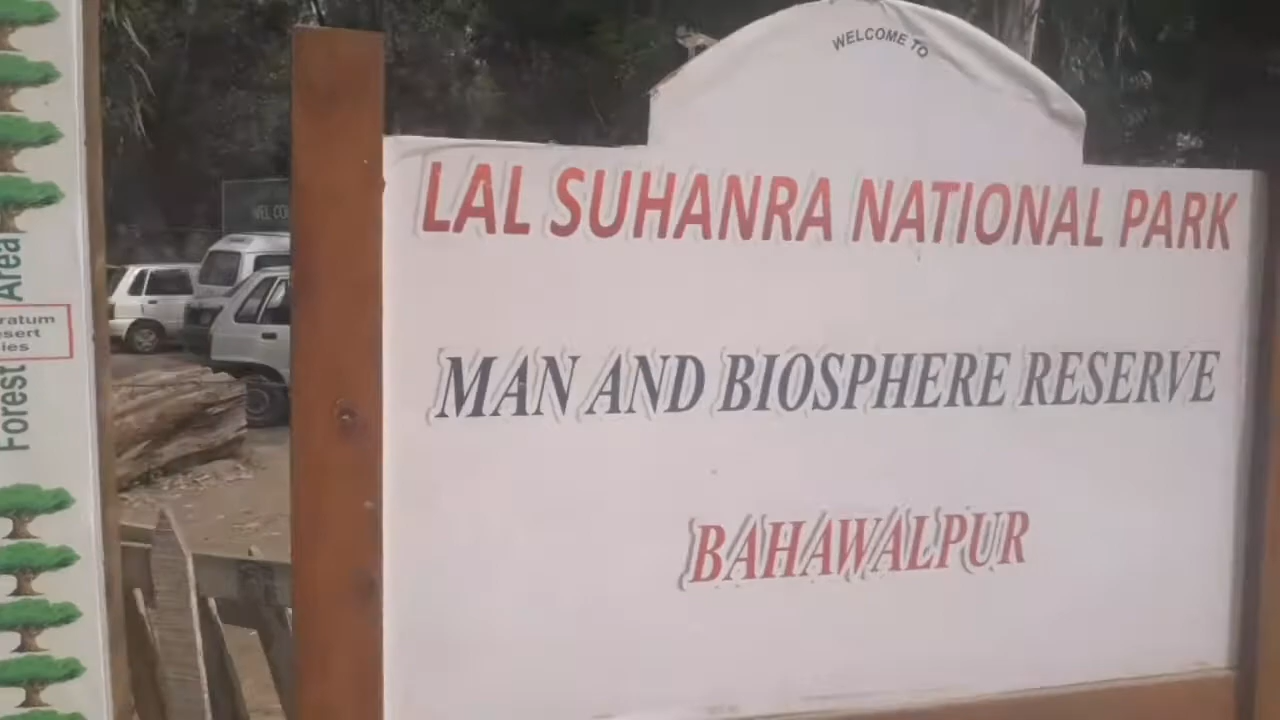 WELCOME TO
LAL SUHANRA NATIONAL PARK
MAN AND BIOSPHERE RESERVE
BAHAWALPUR
Forest Area